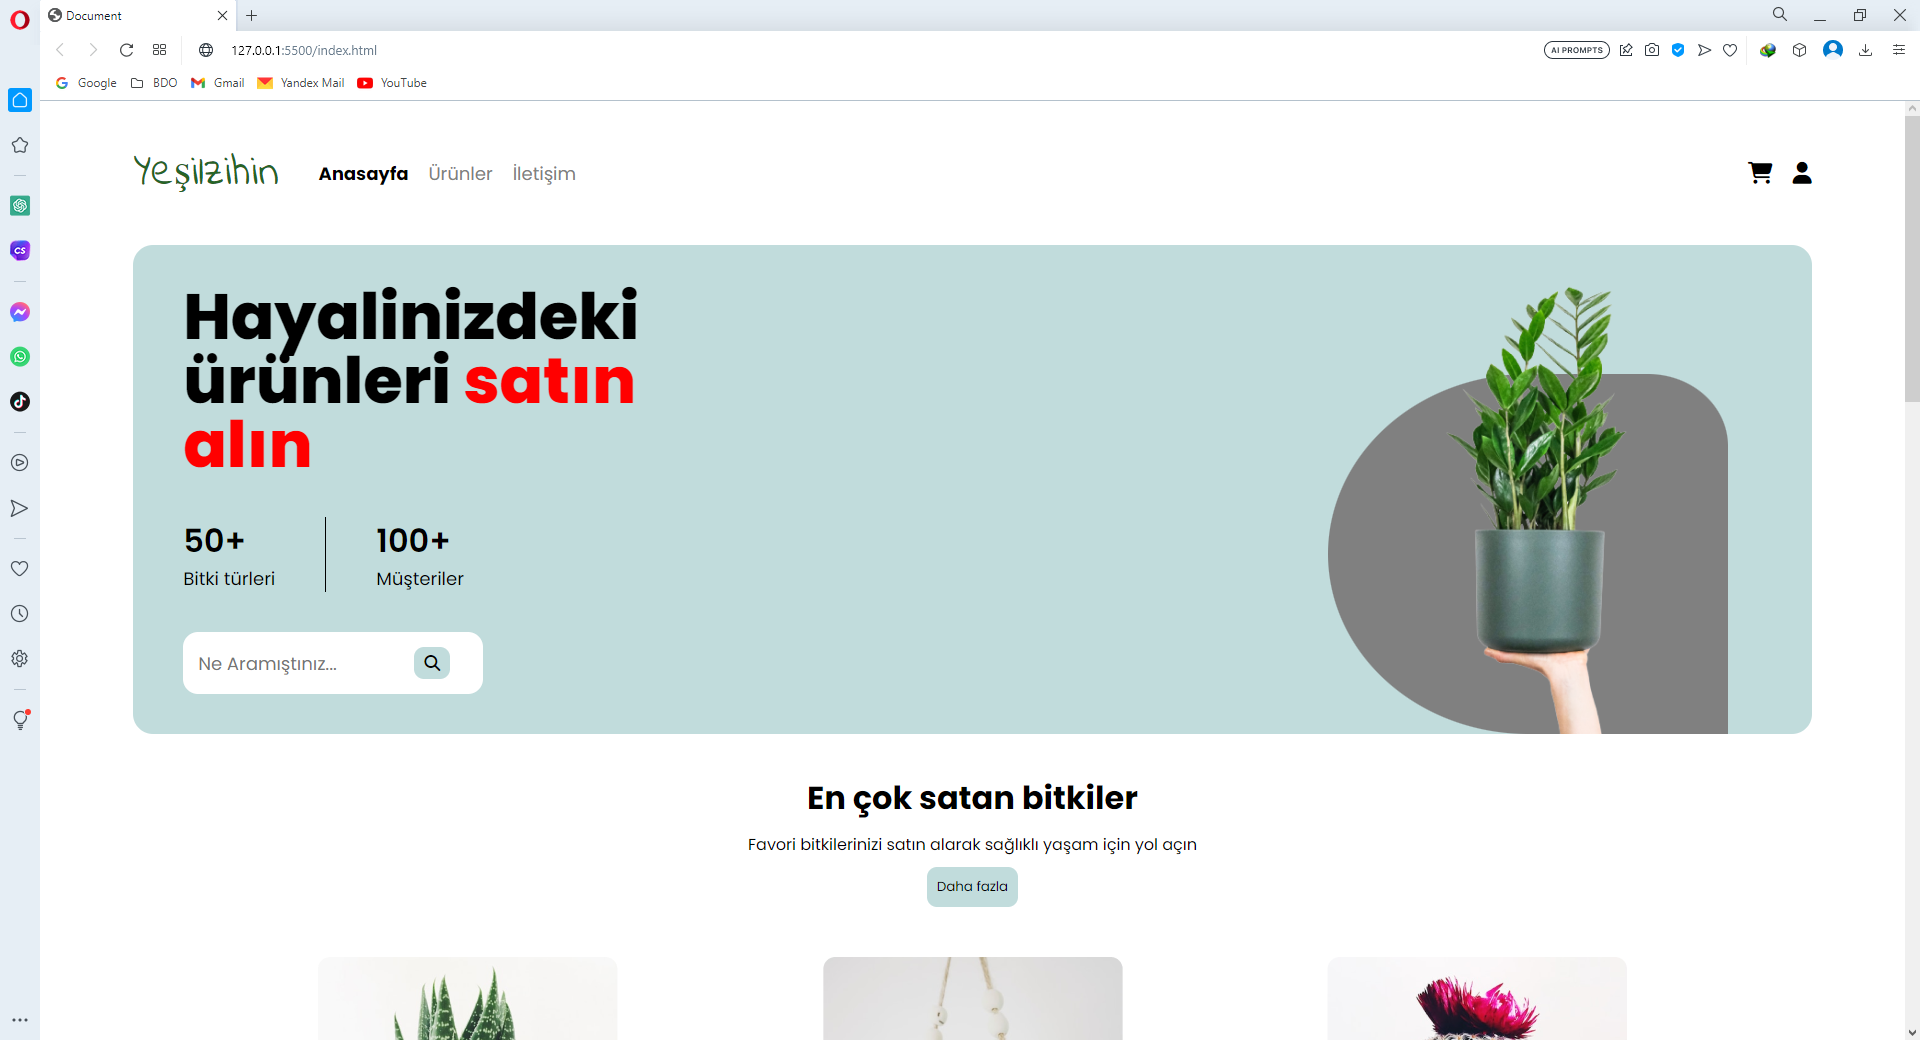 Document
127.0.0.1:5500/index.html
AI PROMPTS
Google
BDO
Gmail
Yandex Mail
YouTube
CS
Yeşilzihin
Anasayfa
Ürünler
İletişim
Hayalinizdeki
ürünleri satın
alın
50+
Bitki türleri
100+
Müşteriler
Ne Aramıştınız...
En çok satan bitkiler
Favori bitkilerinizi satın alarak sağlıklı yaşam için yol açın
Daha fazla